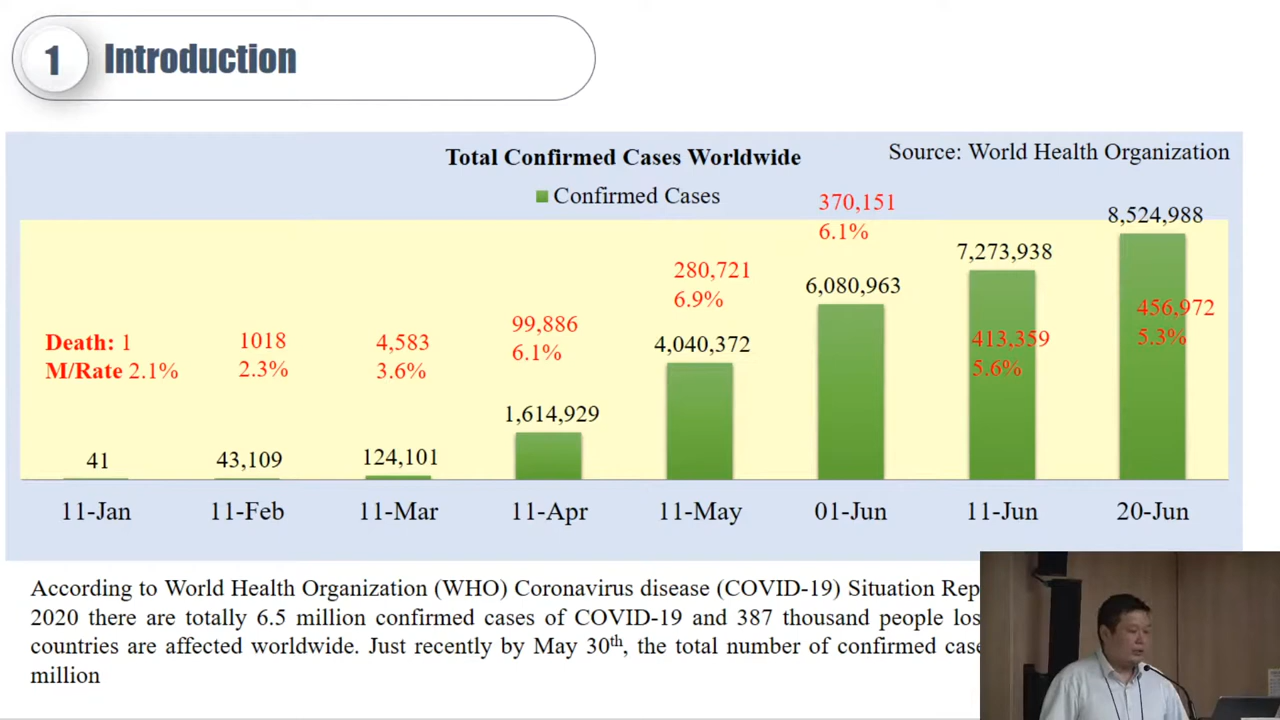 1 Introduction
Total Confirmed Cases Worldwide
Source: World Health Organization
Confirmed Cases
370,151
6.1%
8,524,988
7,273,938
280,721
6.9%
6,080,963
456,972
5.3%
99,886
6.1%
4,040,372
413,359
5.6%
Death: 1
M/Rate 2.1%
1018
2.3%
4,583
3.6%
1,614,929
41
43,109
124,101
11-Jan 11-Feb 11-Mar 11-Apr 11-May 01-Jun 11-Jun 20-Jun
According to World Health Organization (WHO) Coronavirus disease (COVID-19) Situation Rep
2020 there are totally 6.5 million confirmed cases of COVID-19 and 387 thousand people los
countries are affected worldwide. Just recently by May 30th, the total number of confirmed case
million